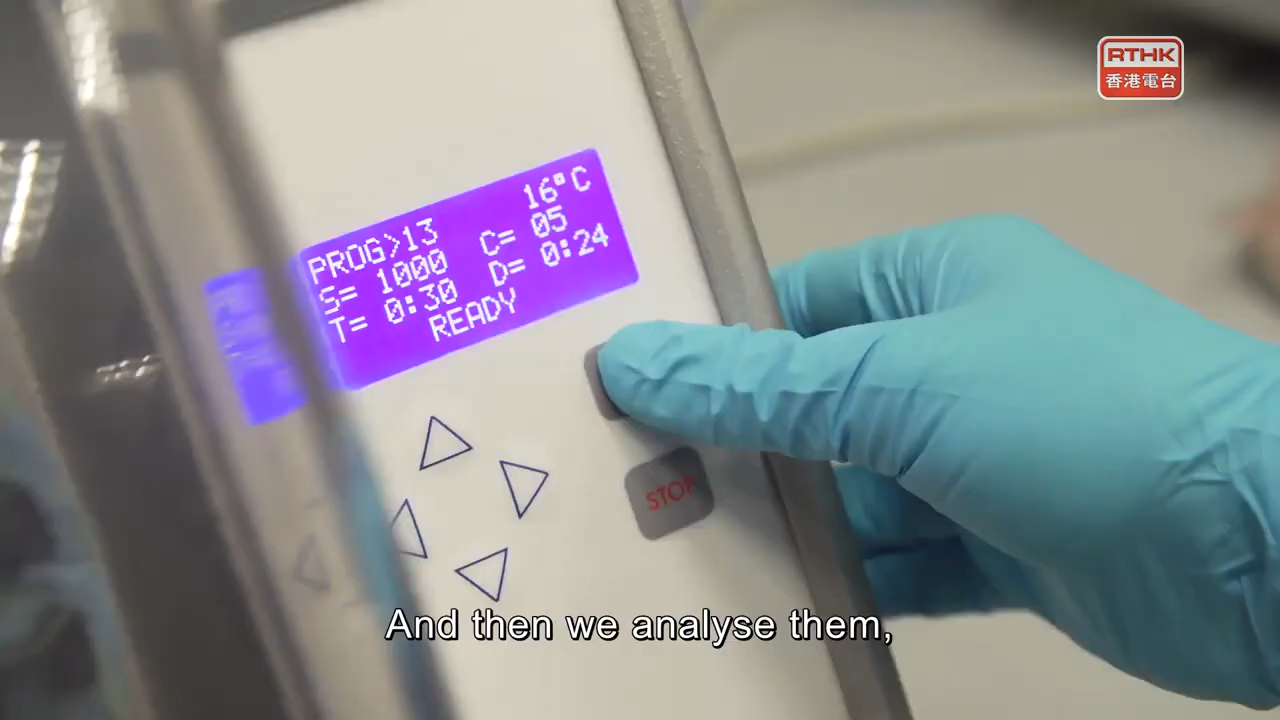 RTHK
香港電台
PROG>13 16°C
S= 1000 C= 05
T= 0:30 D= 0:24
READY
STOP
And then we analyse them,